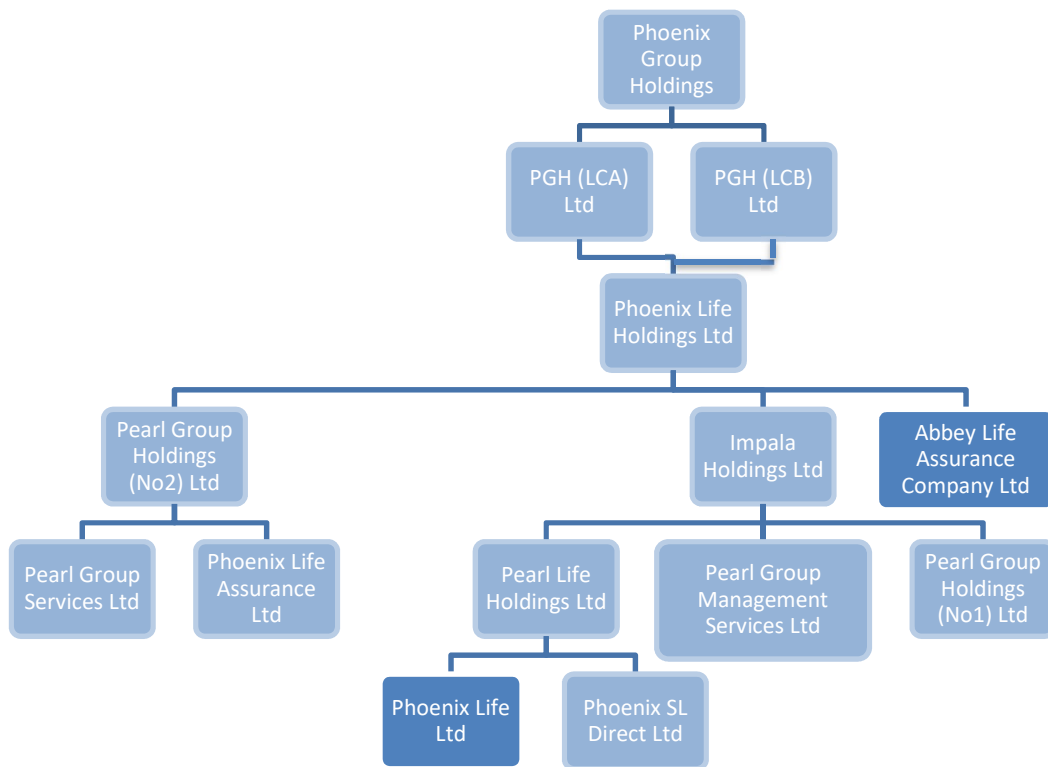 Phoenix
Group
Holdings
PGH (LCA)
Ltd
PGH (LCB)
Ltd
Phoenix Life
Holdings Ltd
Pearl Group
Holdings
(No2) Ltd
Impala
Holdings Ltd
Abbey Life
Assurance
Company Ltd
Pearl Group
Services Ltd
Phoenix Life
Assurance
Ltd
Pearl Life
Holdings Ltd
Pearl Group
Management
Services Ltd
Pearl Group
Holdings
(No1) Ltd
Phoenix Life
Ltd
Phoenix SL
Direct Ltd